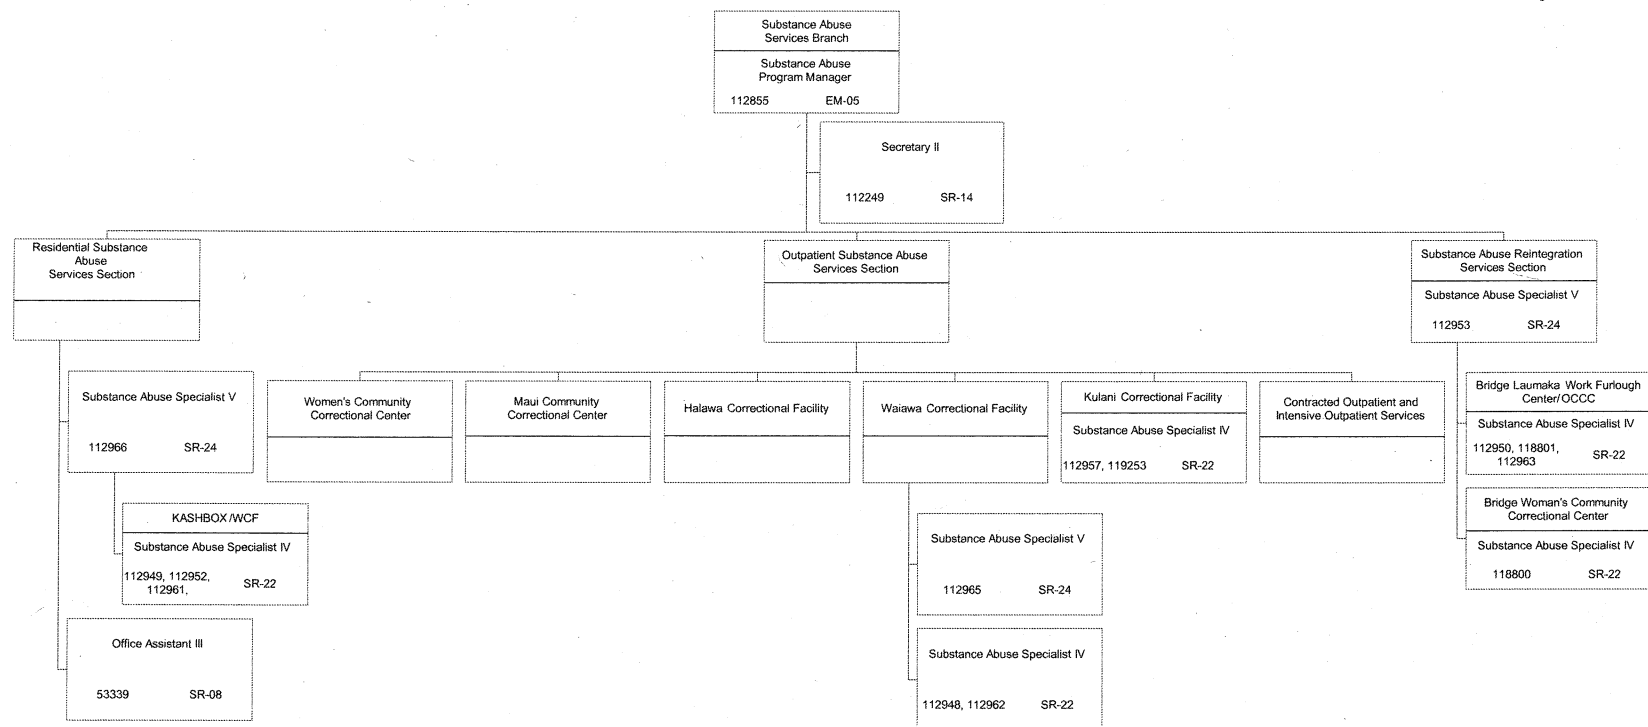 Substance Abuse
Services Branch
Substance Abuse
Program Manager
112855 EM-05
Secretary II
112249 SR-14
Residential Substance
Abuse
Services Section
Outpatient Substance Abuse
Services Section
Substance Abuse Reintegration
Services Section
Substance Abuse Specialist V
112953 SR-24
Substance Abuse Specialist V
112966 SR-24
KASHBOX/WCF
Substance Abuse Specialist IV
112949, 112952,
112961,
SR-22
Office Assistant III
53339 SR-08
Women's Community
Correctional Center
Maui Community
Correctional Center
Halawa Correctional Facility
Waiawa Correctional Facility
Substance Abuse Specialist V
112965 SR-24
Substance Abuse Specialist IV
112948, 112962 SR-22
Kulani Correctional Facility
Substance Abuse Specialist IV
112957, 119253 SR-22
Contracted Outpatient and
Intensive Outpatient Services
Bridge Laumaka Work Furlough
Center/OCCC
Substance Abuse Specialist IV
112950, 118801,
112963
SR-22
Bridge Woman's Community
Correctional Center
Substance Abuse Specialist IV
118800 SR-22